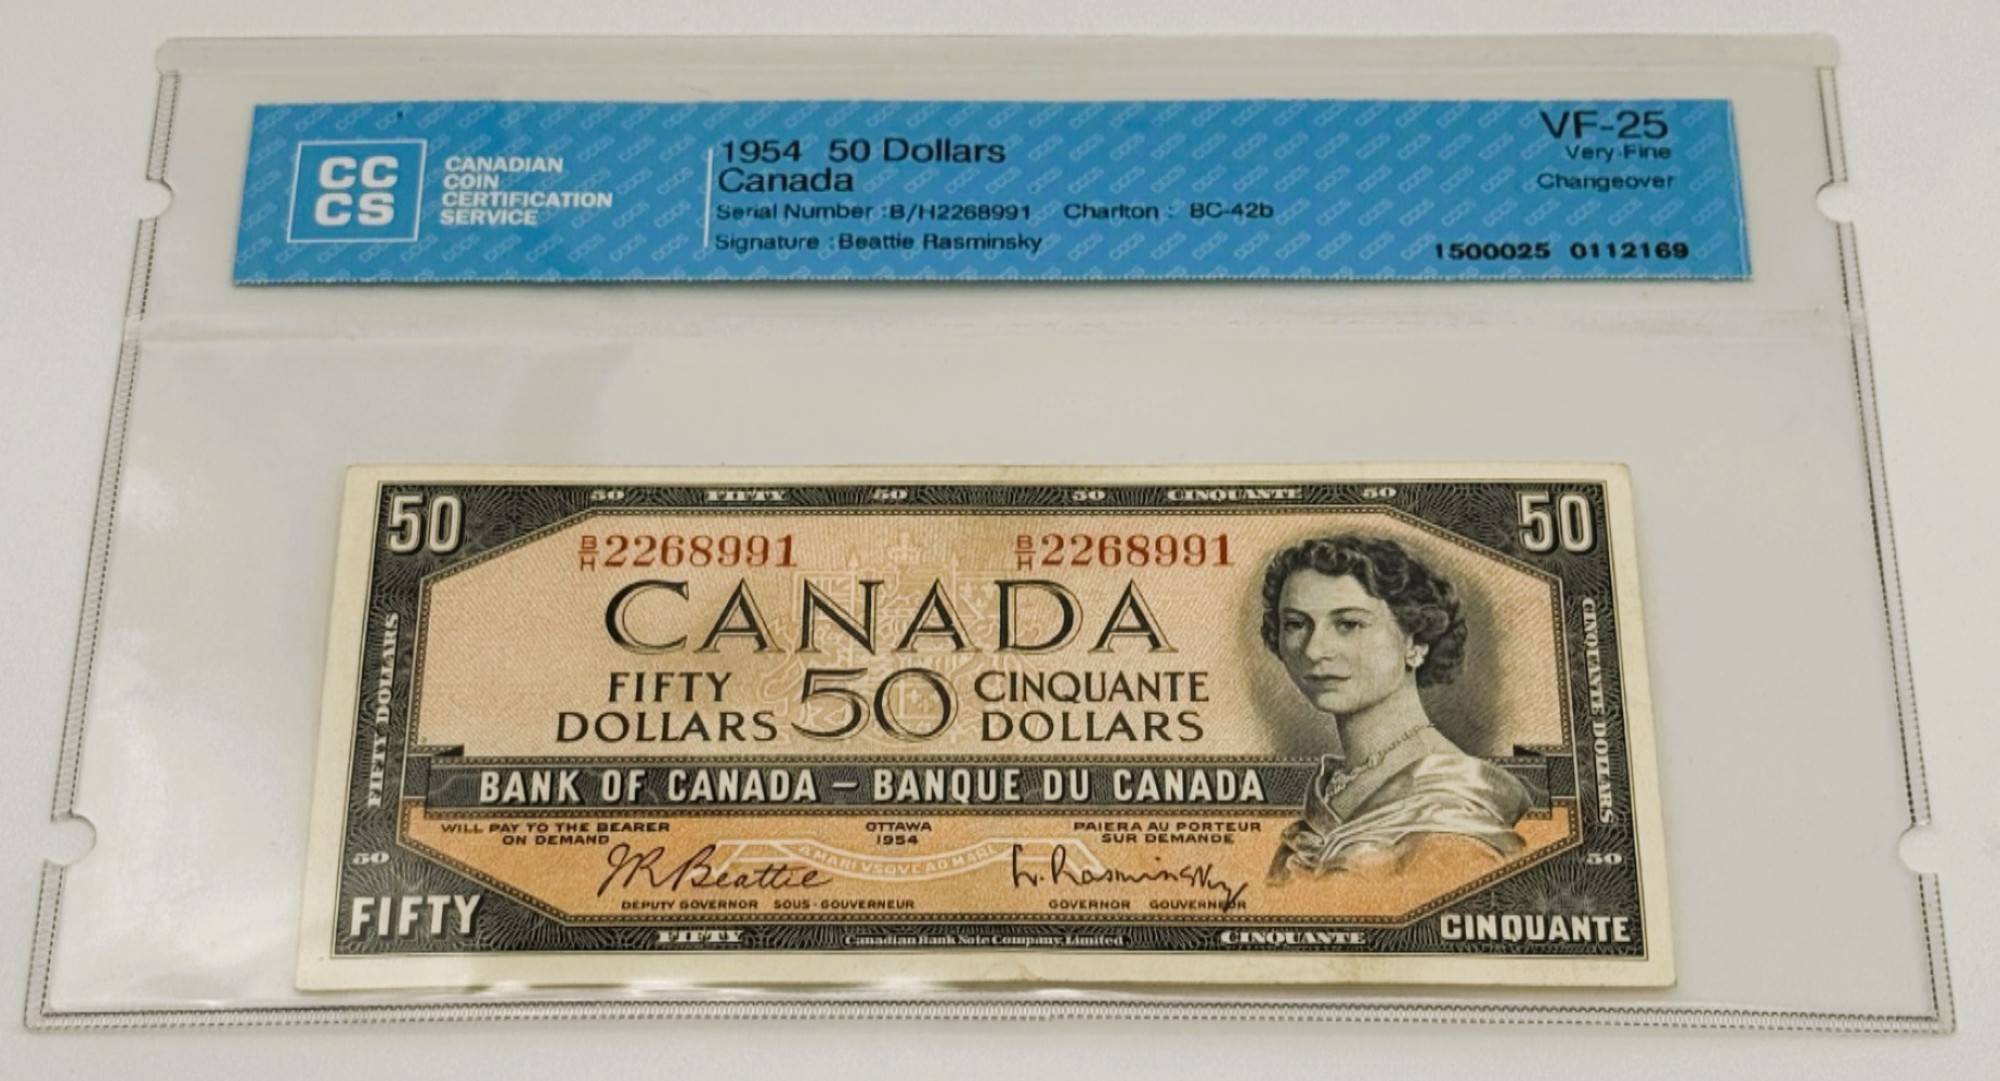 CC
CS
CANADIAN
COIN
CERTIFICATION
SERVICE
1954 50 Dollars
Canada
Serial Number :B/H2268991 Charlton : BC-42b
Signature :Beattie Rasminsky
VF-25
Very-Fine
Changeover
1500025 0112169
50 50 FIFTY 50 50 CINQUANTE 50 50
B/H2268991 B/H2268991
CANADA
FIFTY DOLLARS
50
CINQUANTE DOLLARS
FIFTY DOLLARS
CINQUANTE DOLLARS
BANK OF CANADA – BANQUE DU CANADA
WILL PAY TO THE BEARER
ON DEMAND
OTTAWA
1954
PAIERA AU PORTEUR
SUR DEMANDE
A MARI VSQVE AD MARE
JRBeattie
L. Rasminsky
DEPUTY GOVERNOR SOUS-GOUVERNEUR
GOVERNOR GOUVERNEUR
50 50
FIFTY FIFTY Canadian Bank Note Company, Limited CINQUANTE CINQUANTE